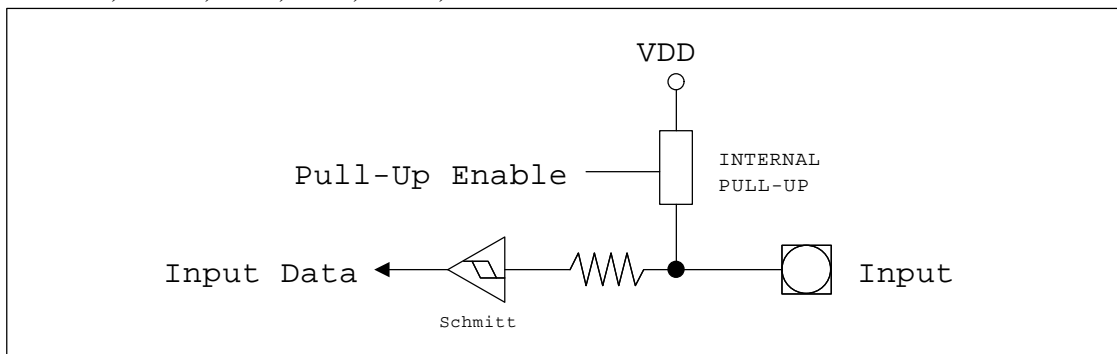 VDD
INTERNAL
Pull-Up Enable
PULL-UP
Input Data
Input
Schmitt